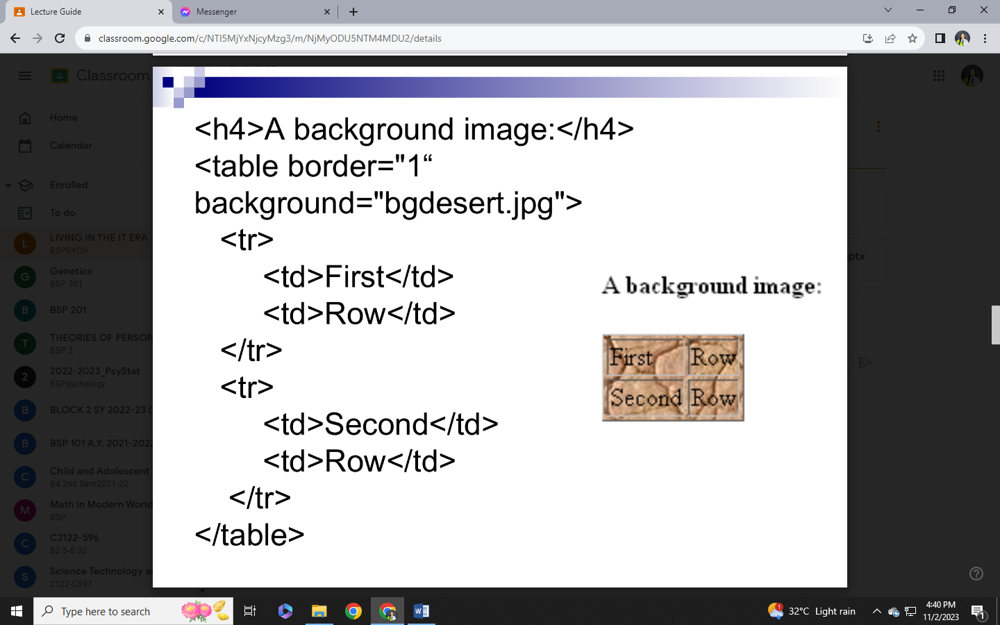 Lecture Guide
Messenger
classroom.google.com/c/NTI5MjYxNjcyMzg3/m/NjMyODU5NTM4MDU2/details
Classroom
Home
Calendar
Enrolled
To do
L
LIVING IN THE IT ERA
BSPSYCH
G
Genetics
BSP 301
B
BSP 201
T
THEORIES OF PERSON
BSP 2
2
2022-2023_PsyStat
BSPsychology
B
BLOCK 2 SY 2022-23 (
B
BSP 101 A.Y. 2021-2022
C
Child and Adolescent
B4 2nd Sem2021-22
M
Math in Modern World
BSP
C
C2122-596
B2 5-8:30
S
Science Technology a
2122-C597
<h4>A background image:</h4>
<table border="1“
background="bgdesert.jpg">
<tr>
<td>First</td>
<td>Row</td>
</tr>
<tr>
<td>Second</td>
<td>Row</td>
</tr>
</table>
A background image:
First Row
Second Row
ptx
Type here to search
1
32°C Light rain
4:40 PM
11/2/2023
1